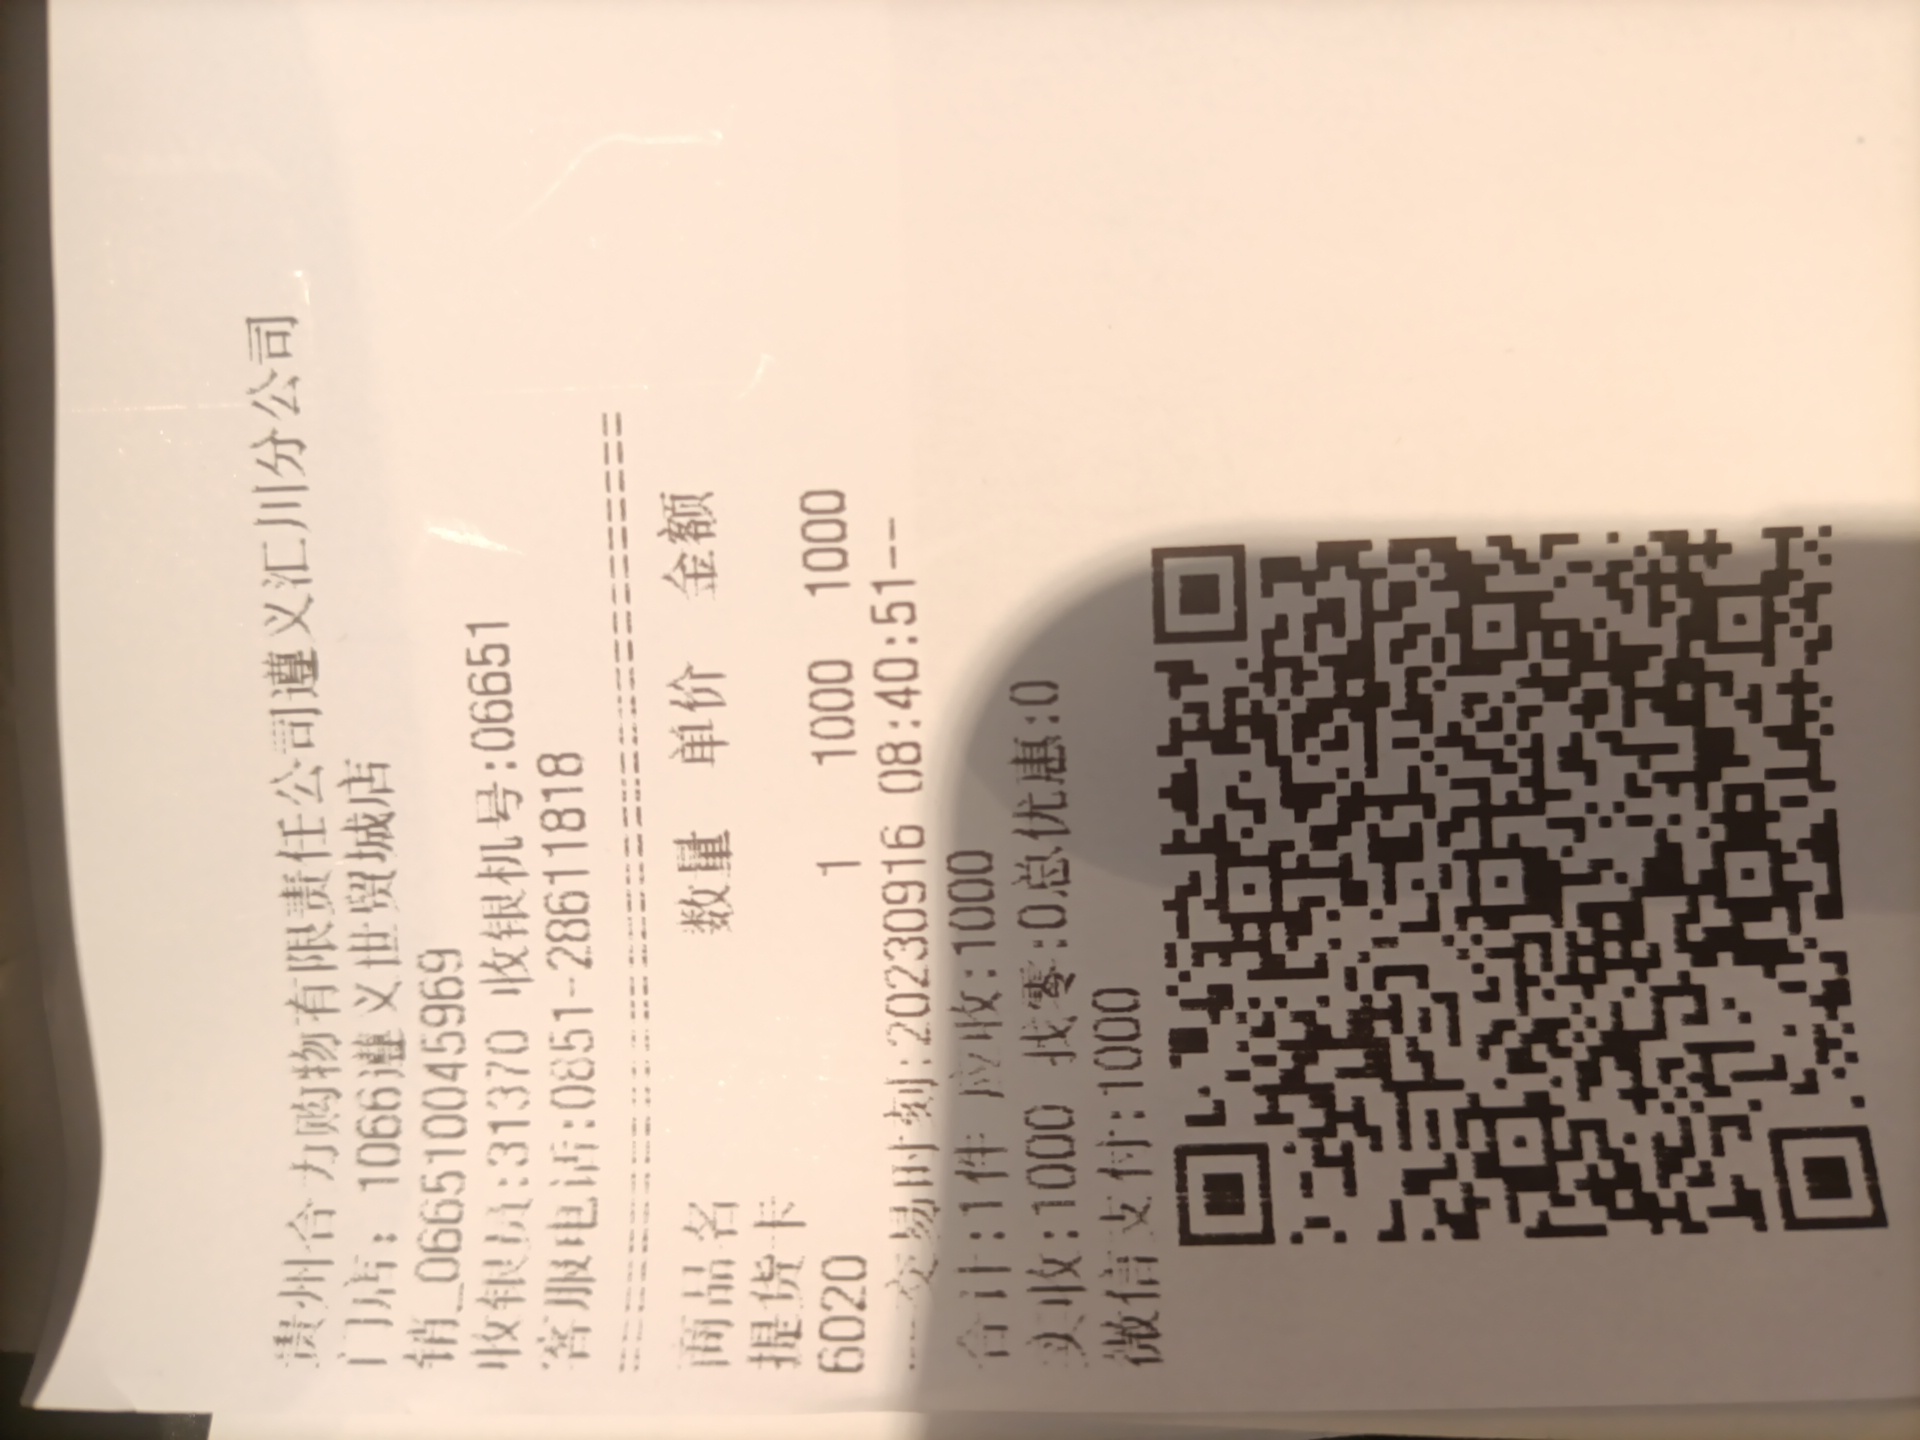 贵州合力购物有限责任公司遵义汇川分公司
门店: 1066遵义世贸城店
销_066510045969
收银员:31370 收银机号:06651
客服电话:0851-28611818
================================
商品名 数量 单价 金额
提货卡
6020 1 1000 1000
--交易时刻:20230916 08:40:51--
合计:1件 应收:1000
实收:1000 找零:0总优惠:0
微信支付:1000